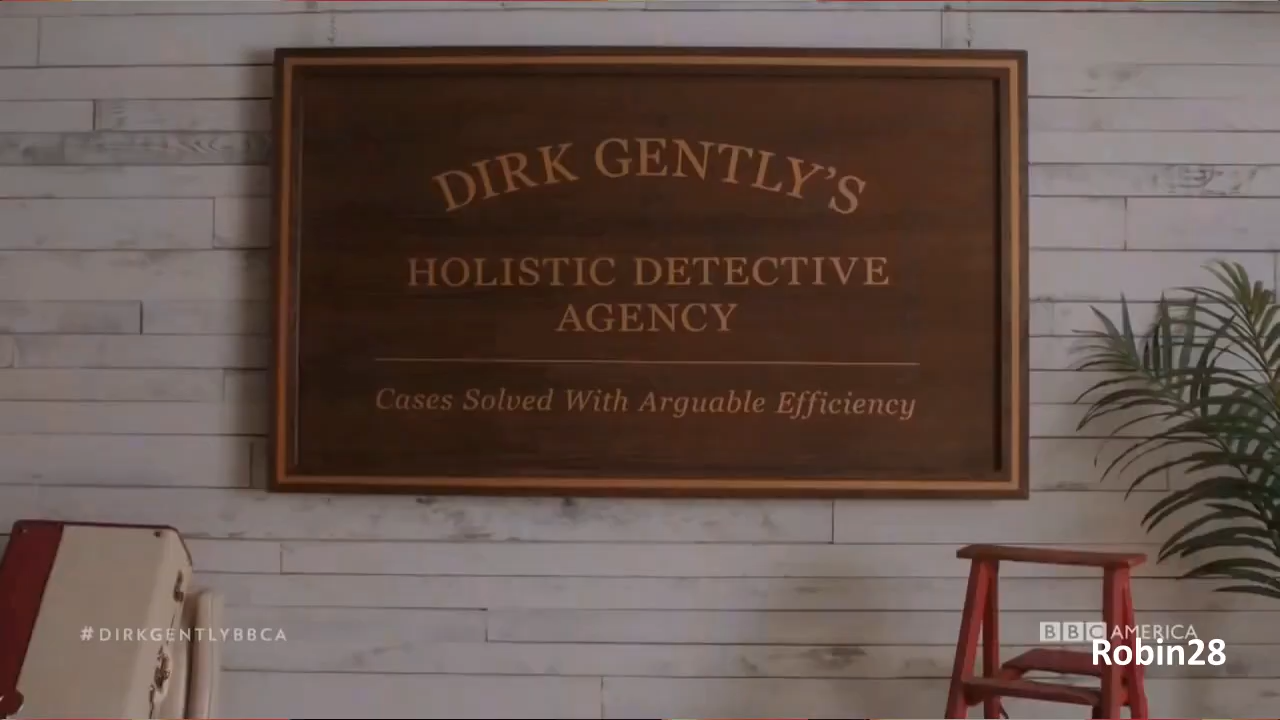 DIRK GENTLY'S
HOLISTIC DETECTIVE
AGENCY
Cases Solved With Arguable Efficiency
#DIRKGENTLYBBCA
BBC AMERICA
Robin28